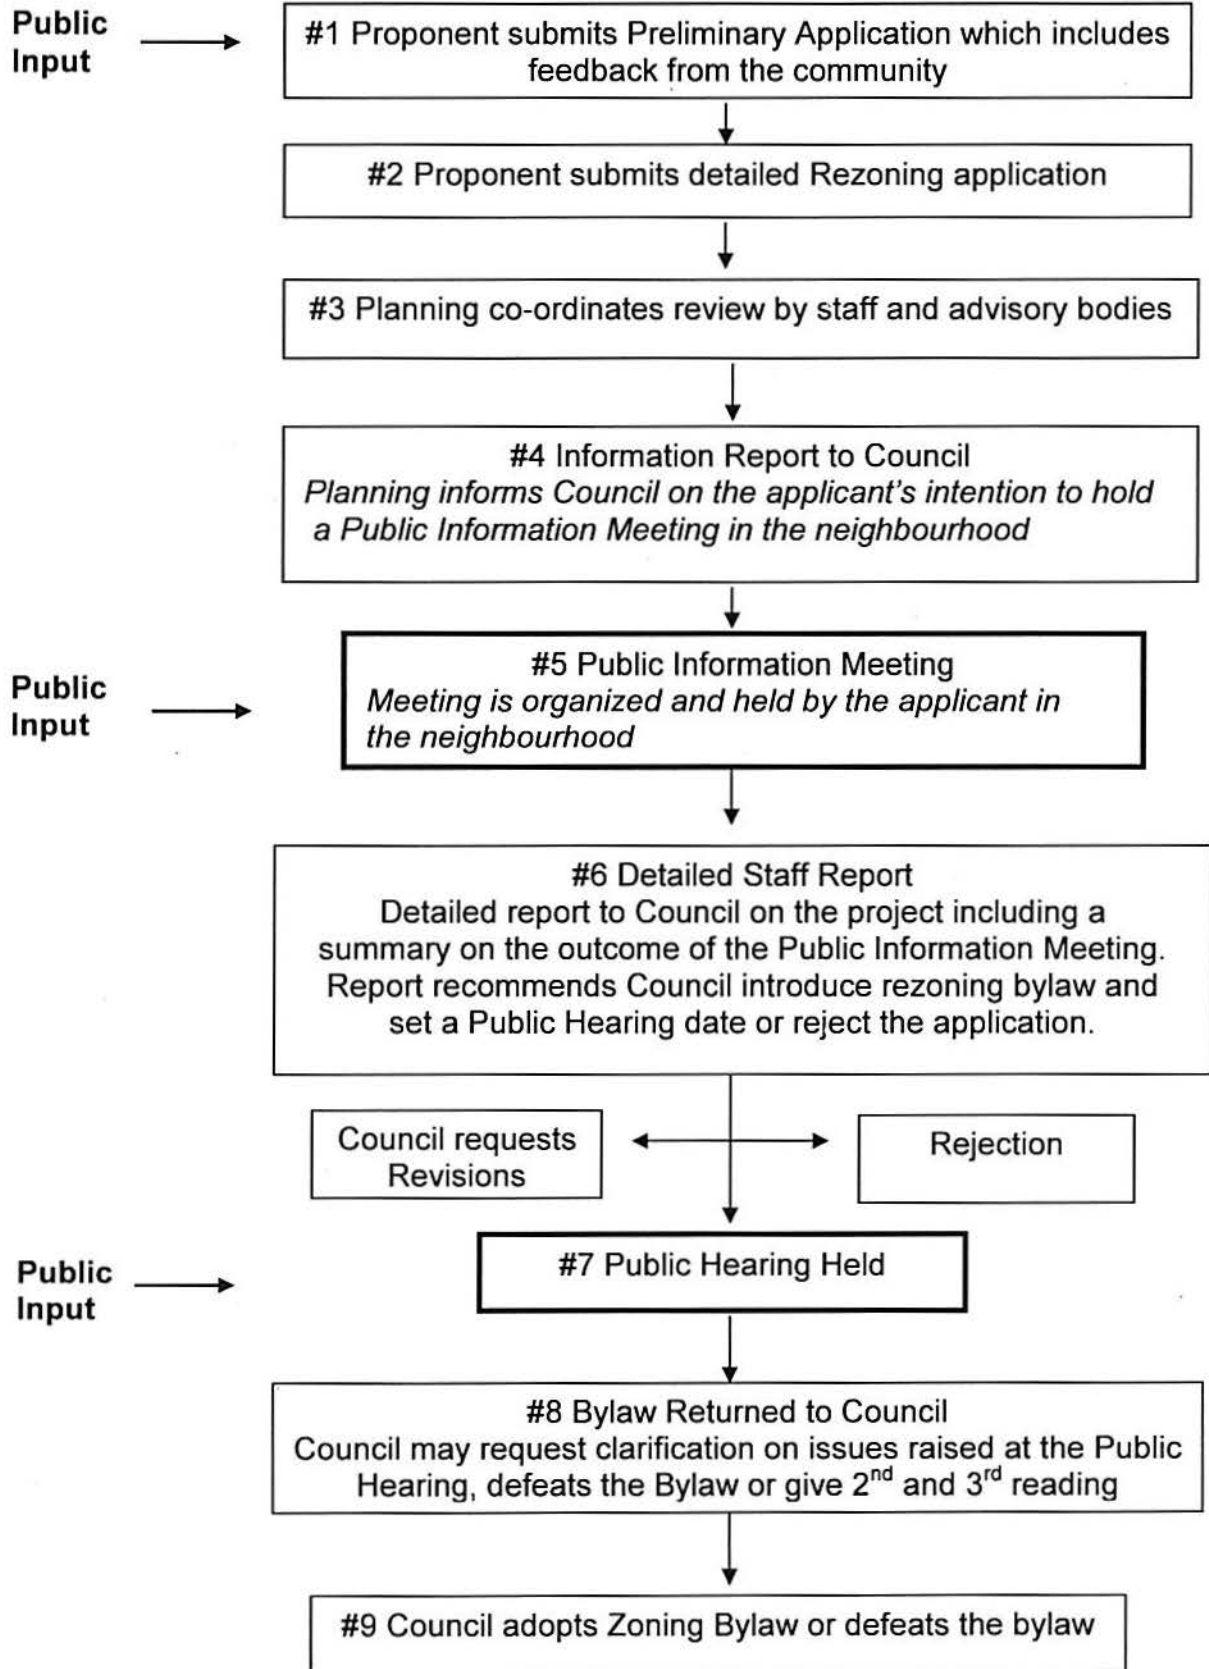 Public
Input
#1 Proponent submits Preliminary Application which includes
feedback from the community
#2 Proponent submits detailed Rezoning application
#3 Planning co-ordinates review by staff and advisory bodies
#4 Information Report to Council
Planning informs Council on the applicant's intention to hold
a Public Information Meeting in the neighbourhood
Public
Input
#5 Public Information Meeting
Meeting is organized and held by the applicant in
the neighbourhood
#6 Detailed Staff Report
Detailed report to Council on the project including a
summary on the outcome of the Public Information Meeting.
Report recommends Council introduce rezoning bylaw and
set a Public Hearing date or reject the application.
Council requests
Revisions
Rejection
Public
Input
#7 Public Hearing Held
#8 Bylaw Returned to Council
Council may request clarification on issues raised at the Public
Hearing, defeats the Bylaw or give 2nd and 3rd reading
#9 Council adopts Zoning Bylaw or defeats the bylaw